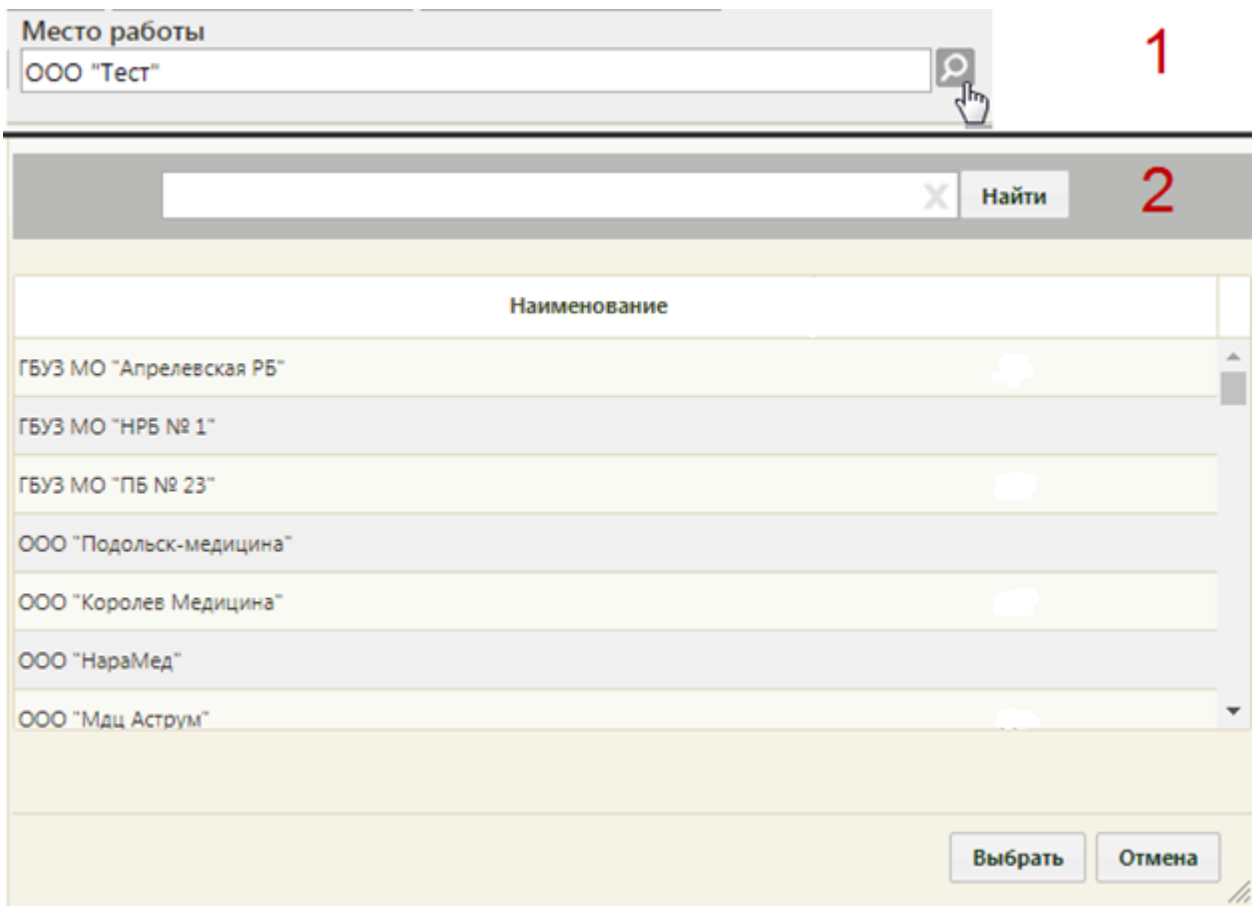 Место работы
ООО "Тест"
1
X Найти 2
Наименование
ГБУЗ МО "Апрелевская РБ"
ГБУЗ МО "НРБ № 1"
ГБУЗ МО "ПБ № 23"
ООО "Подольск-медицина"
ООО "Королев Медицина"
ООО "НараМед"
ООО "Мдц Аструм"
Выбрать Отмена